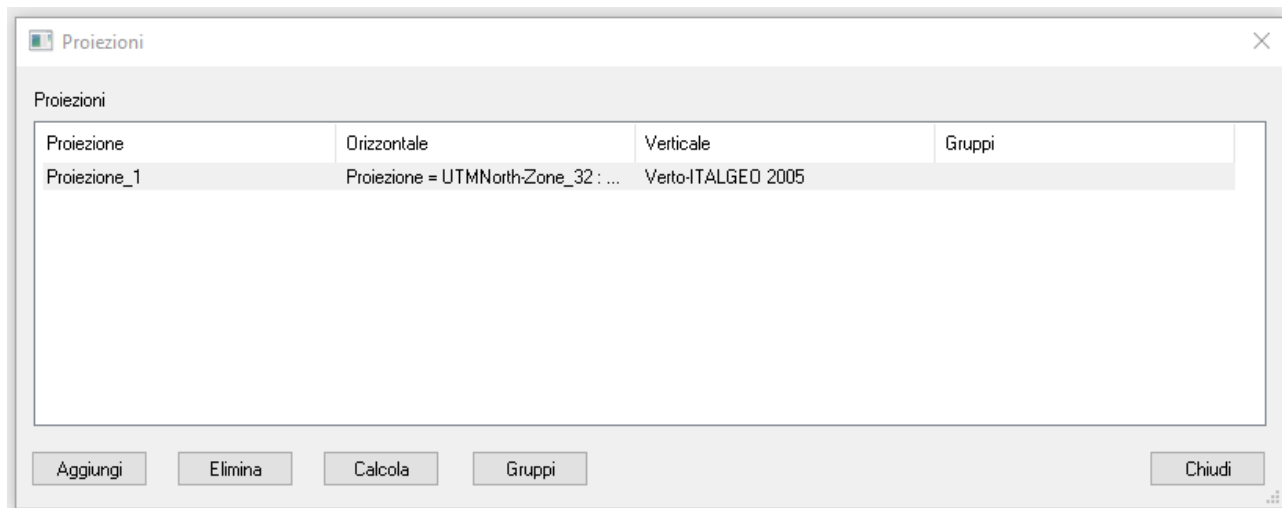 Proiezioni
Proiezioni
Proiezione Orizzontale Verticale Gruppi
Proiezione_1 Proiezione = UTMNorth-Zone_32 : ... Verto-ITALGEO 2005
Aggiungi Elimina Calcola Gruppi Chiudi